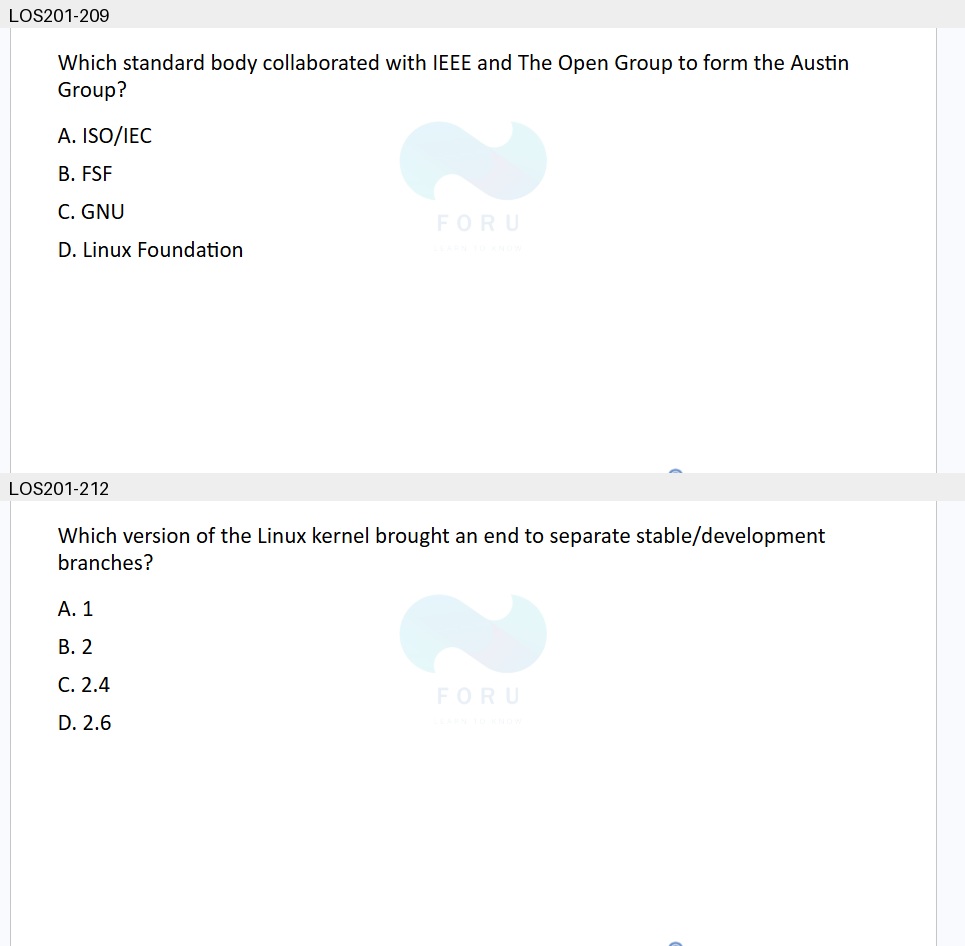 LOS201-209
Which standard body collaborated with IEEE and The Open Group to form the Austin
Group?
A. ISO/IEC
B. FSF
C. GNU
D. Linux Foundation
FORU
LOS201-212
Which version of the Linux kernel brought an end to separate stable/development
branches?
A. 1
B. 2
C. 2.4
D. 2.6
FORU